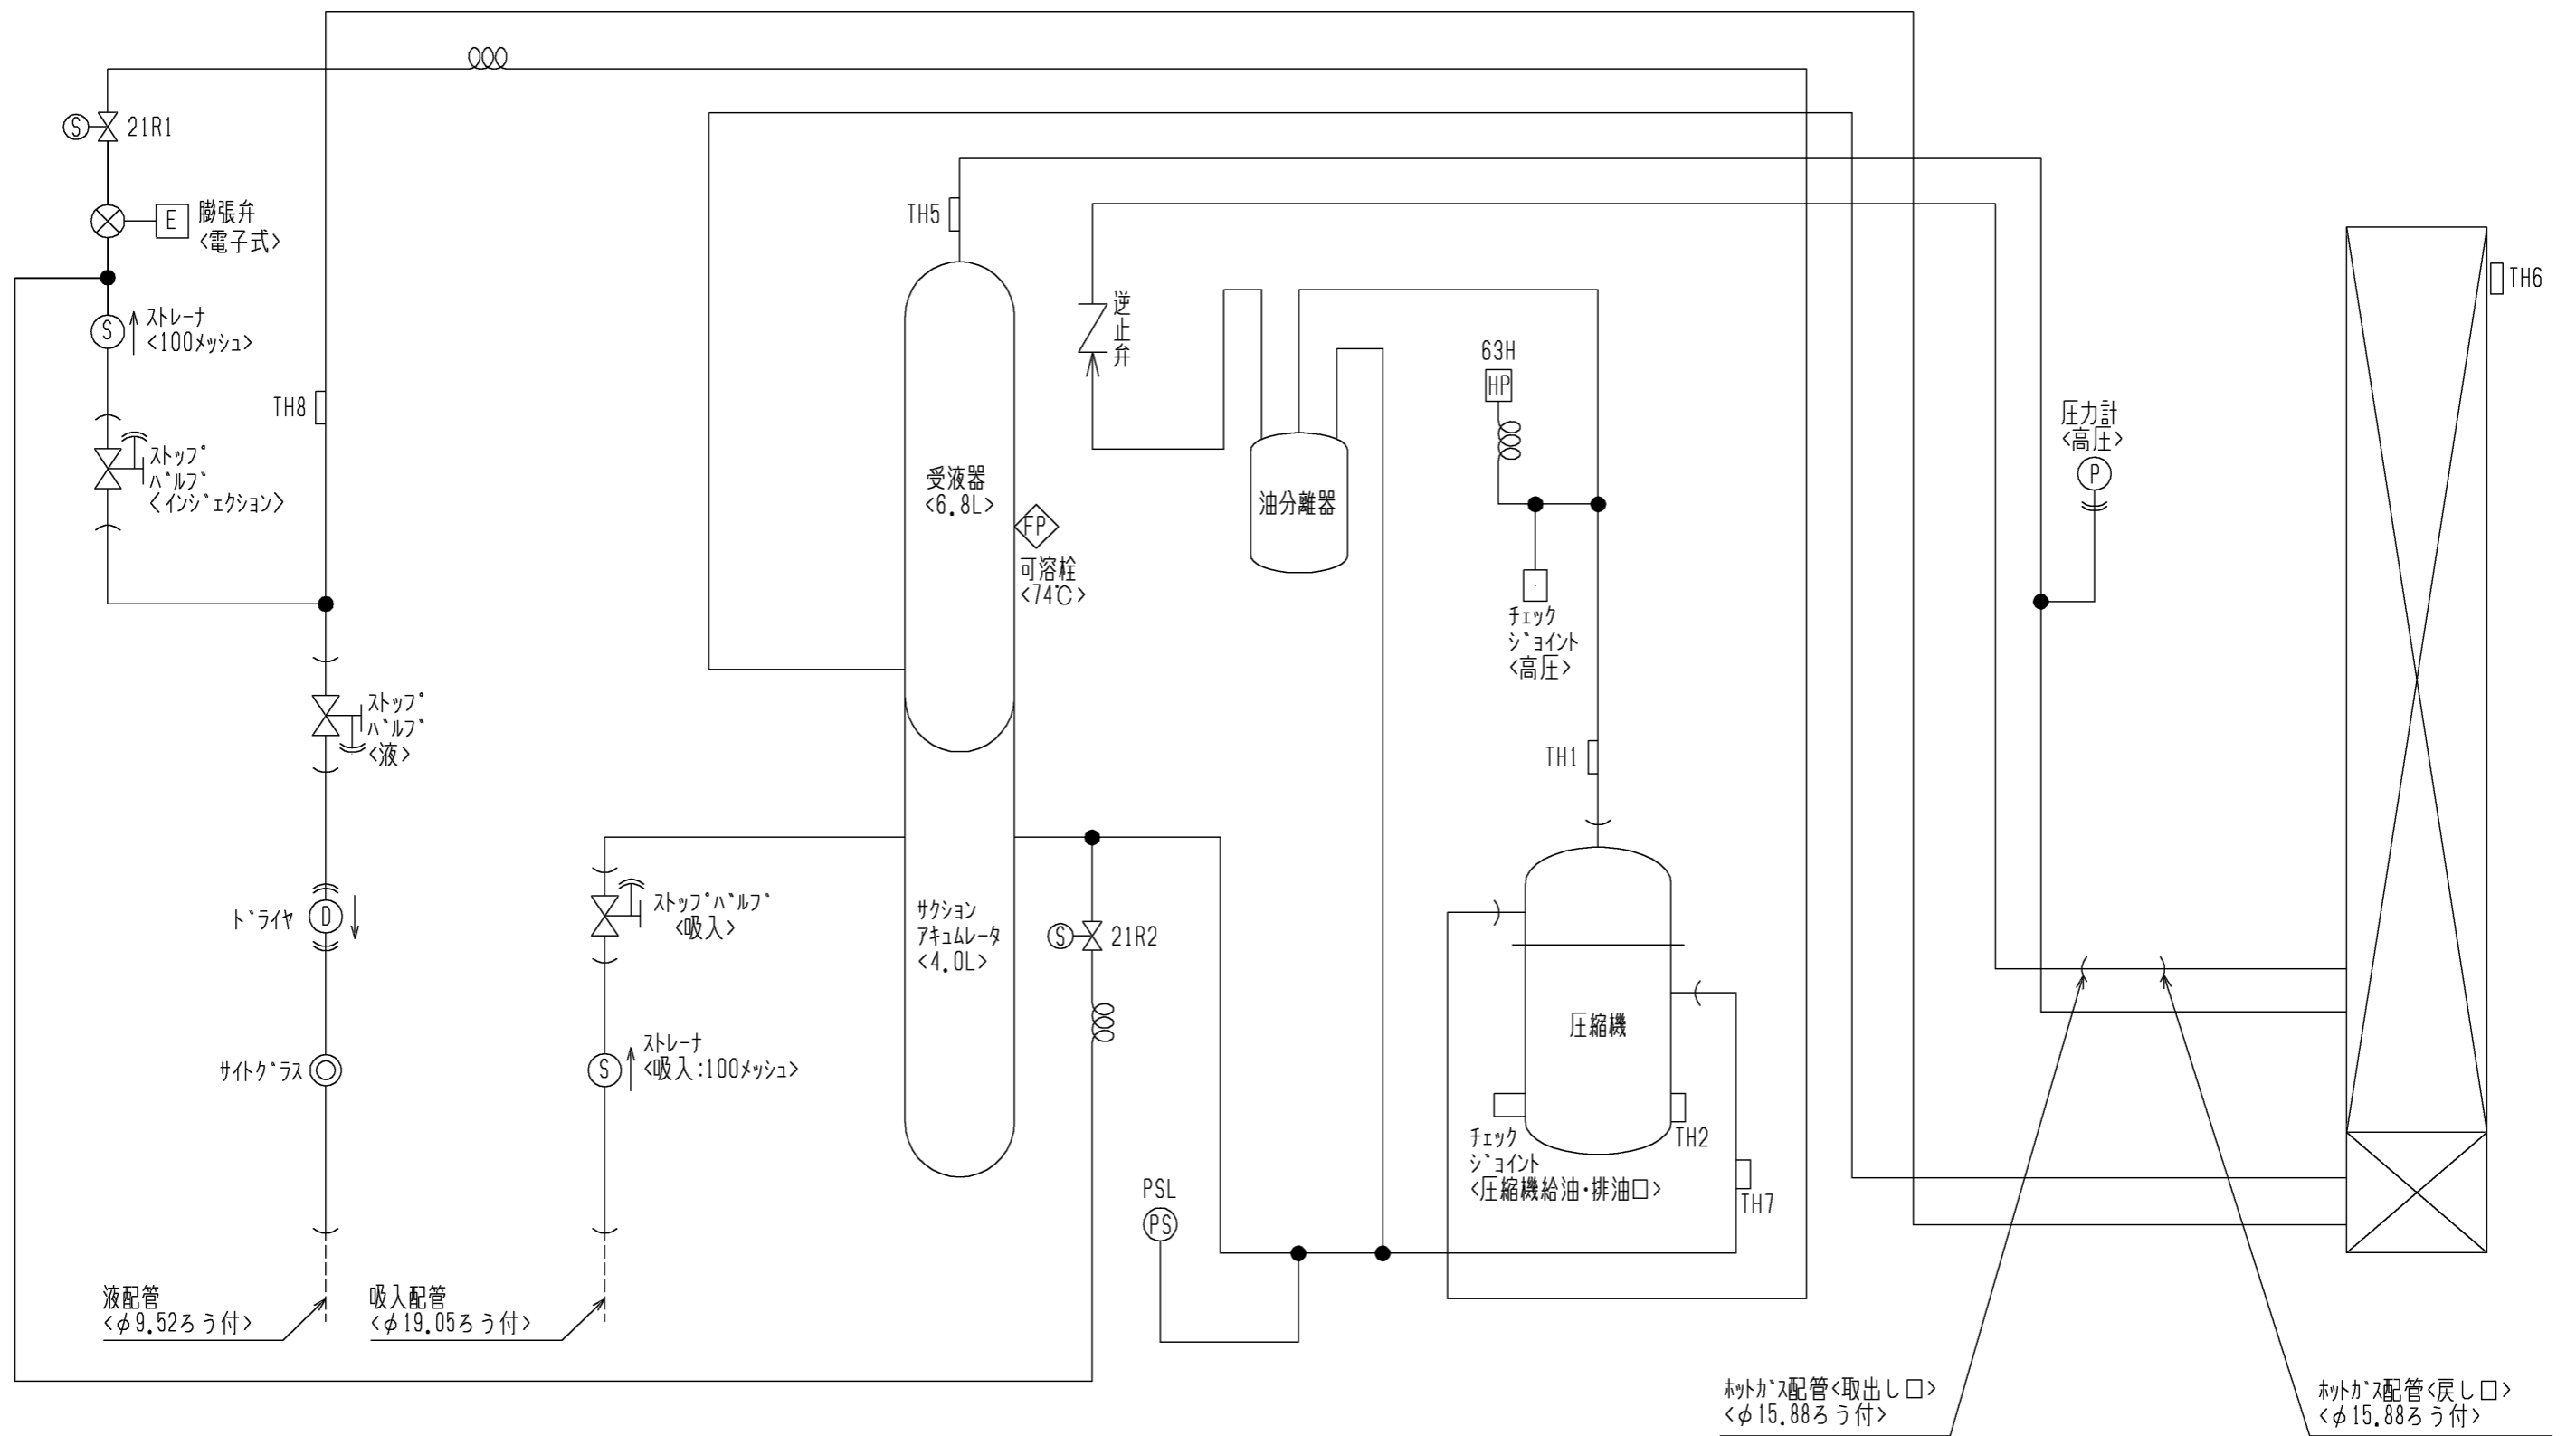 21R1
S
膨張弁
E
<電子式>
ストレーナ
<100メッシュ>
S
ストップ
バルブ
<インジェクション>
TH8
ストップ
バルブ
<液>
ドライヤ
D
サイトグラス
液配管
<φ9.52ろう付>
ストップバルブ
<吸入>
ストレーナ
<吸入:100メッシュ>
S
吸入配管
<φ19.05ろう付>
TH5
受液器
<6.8L>
FP
可溶栓
<74℃>
サクション
アキュムレータ
<4.0L>
S
21R2
逆止弁
油分離器
63H
HP
チェック
ジョイント
<高圧>
TH1
圧縮機
チェック
ジョイント
<圧縮機給油・排油口>
TH2
TH7
PSL
PS
圧力計
<高圧>
P
TH6
ホットガス配管<取出し口>
<φ15.88ろう付>
ホットガス配管<戻し口>
<φ15.88ろう付>